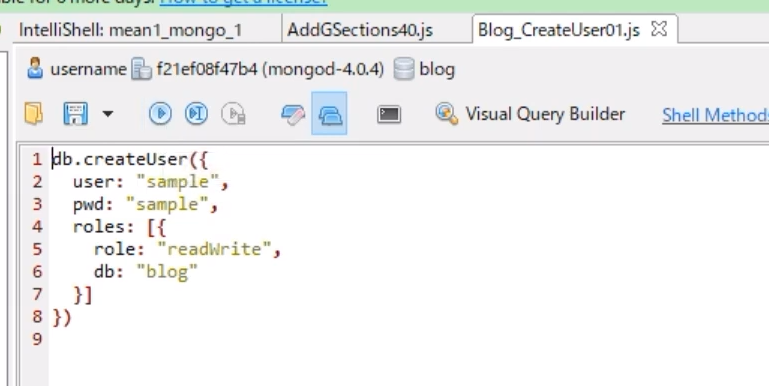 ble for 6 more days. How to get a license?
IntelliShell: mean1_mongo_1 AddGSections40.js Blog_CreateUser01.js
username f21ef08f47b4 (mongod-4.0.4) blog
Visual Query Builder Shell Methods
1 db.createUser({
2 user: "sample",
3 pwd: "sample",
4 roles: [{
5 role: "readWrite",
6 db: "blog"
7 }]
8 })
9